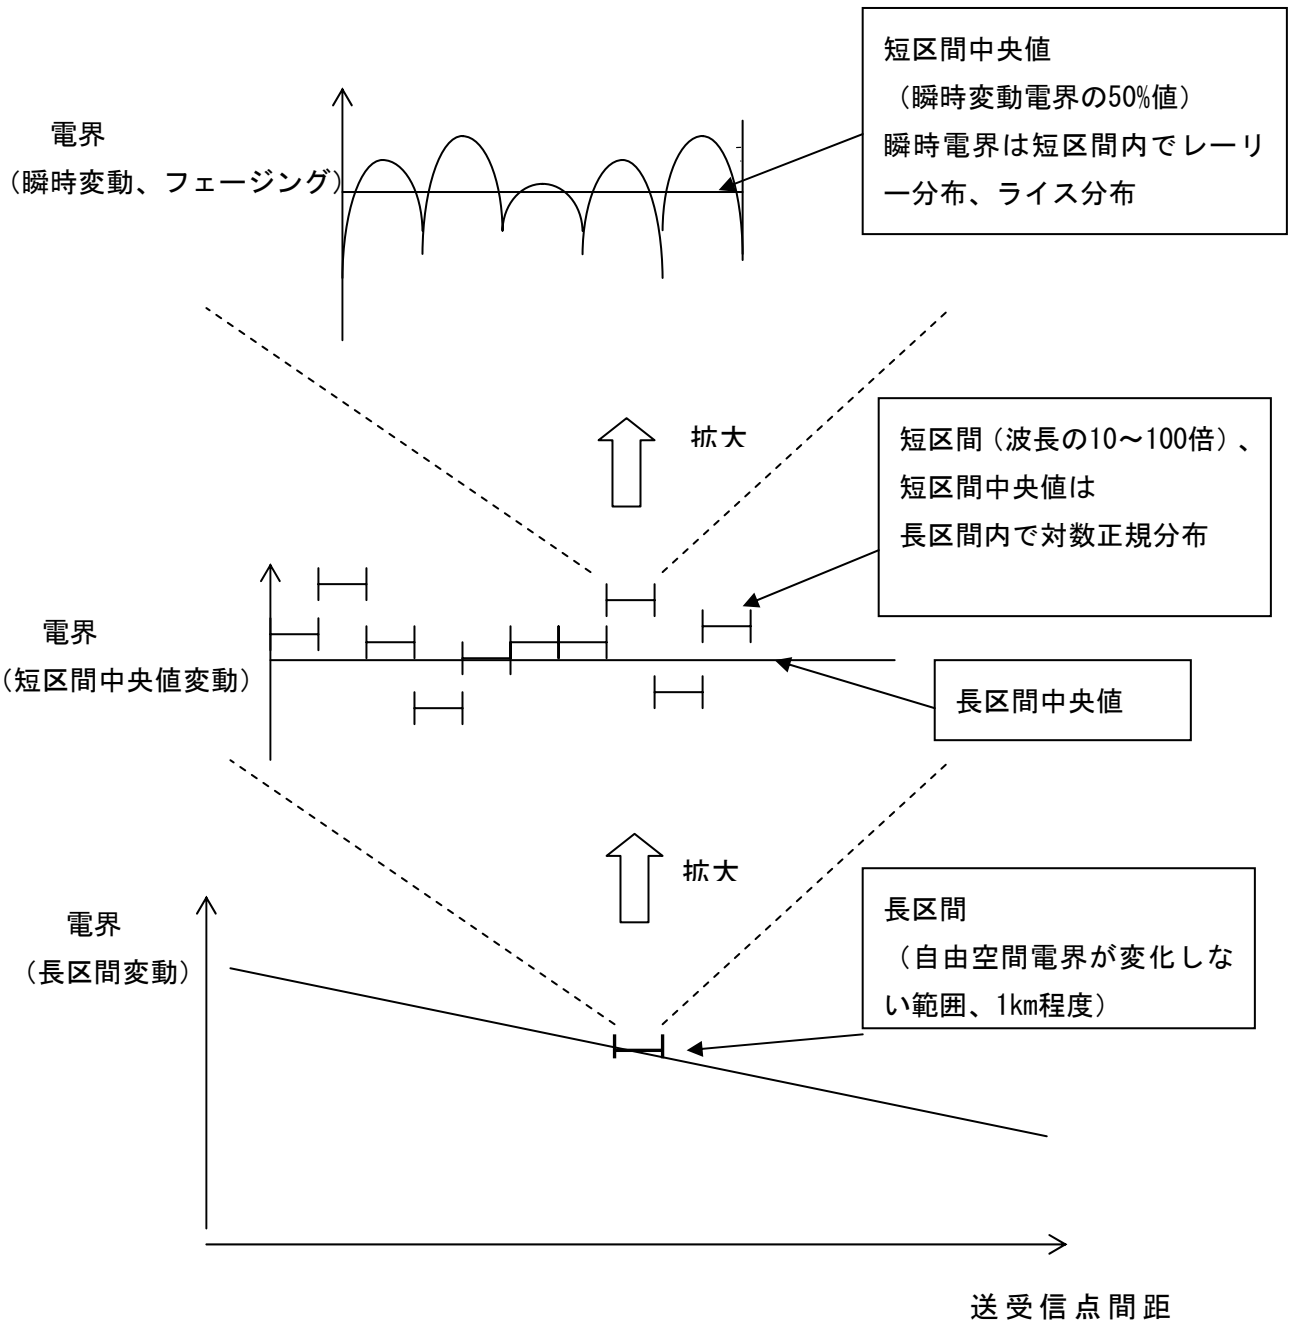 短区間中央値
（瞬時変動電界の50%値）
瞬時電界は短区間内でレーリ
ー分布、ライス分布
電界
（瞬時変動、フェージング）
拡大
短区間（波長の10～100倍）、
短区間中央値は
長区間内で対数正規分布
電界
（短区間中央値変動）
長区間中央値
拡大
長区間
（自由空間電界が変化しな
い範囲、1km程度）
電界
（長区間変動）
送受信点間距